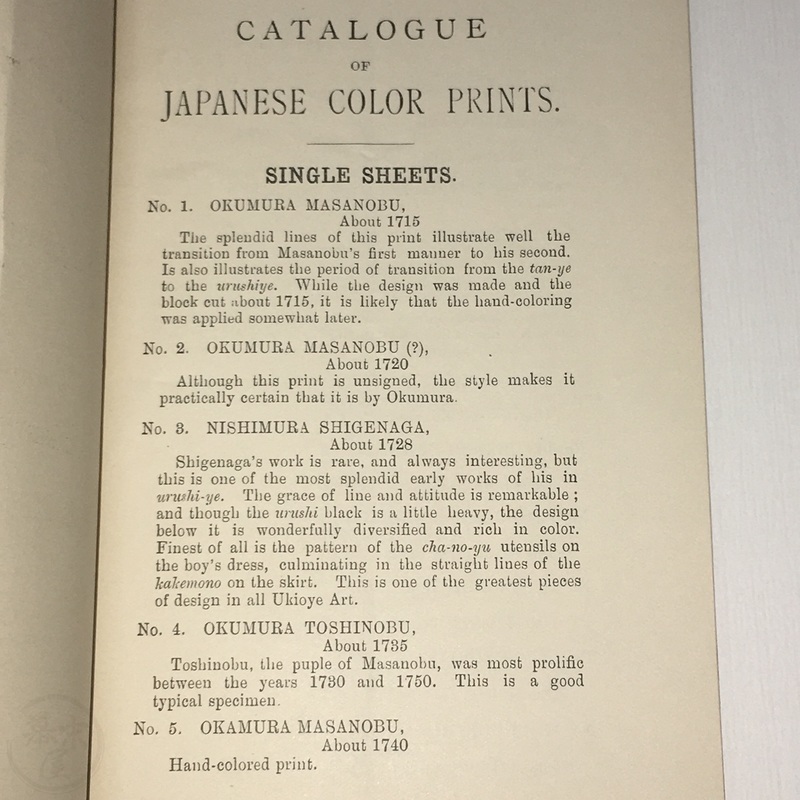 CATALOGUE
OF
JAPANESE COLOR PRINTS.
SINGLE SHEETS.
No. 1. OKUMURA MASANOBU,
About 1715
The splendid lines of this print illustrate well the
transition from Masanobu's first manner to his second.
Is also illustrates the period of transition from the tan-ye
to the urushiye. While the design was made and the
block cut about 1715, it is likely that the hand-coloring
was applied somewhat later.
No. 2. OKUMURA MASANOBU (?),
About 1720
Although this print is unsigned, the style makes it
practically certain that it is by Okumura.
No. 3. NISHIMURA SHIGENAGA,
About 1728
Shigenaga's work is rare, and always interesting, but
this is one of the most splendid early works of his in
urushi-ye. The grace of line and attitude is remarkable ;
and though the urushi black is a little heavy, the design
below it is wonderfully diversified and rich in color.
Finest of all is the pattern of the cha-no-yu utensils on
the boy's dress, culminating in the straight lines of the
kakemono on the skirt. This is one of the greatest pieces
of design in all Ukioye Art.
No. 4. OKUMURA TOSHINOBU,
About 1735
Toshinobu, the puple of Masanobu, was most prolific
between the years 1730 and 1750. This is a good
typical specimen.
No. 5. OKAMURA MASANOBU,
About 1740
Hand-colored print.